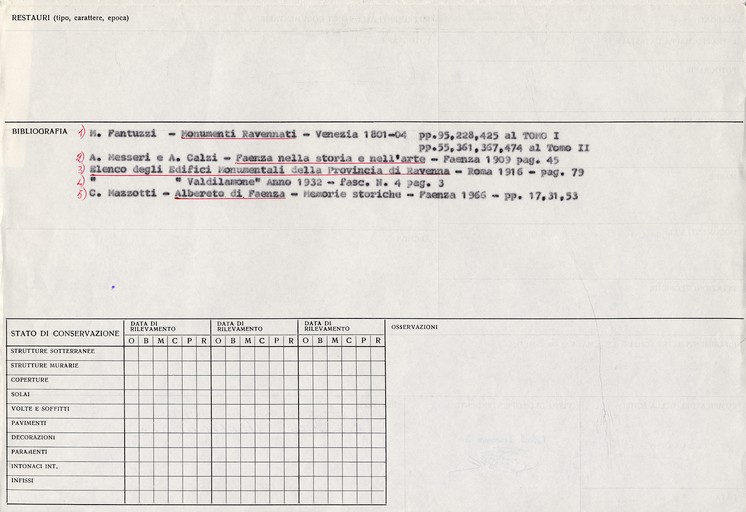 RESTAURI (tipo, carattere, epoca)
BIBLIOGRAFIA 1) M. Fantuzzi - Monumenti Ravennati - Venezia 1801-04 pp.95,228,425 al TOMO I
pp.55,361,367,474 al Tomo II
2) A. Messeri e A. Calzi - Faenza nella storia e nell'arte - Faenza 1909 pag. 45
3) Elenco degli Edifici Monumentali della Provincia di Ravenna - Roma 1916 - pag. 79
4) " " Valdilamone" Anno 1932 - fasc. N. 4 pag. 3
5) C. Mazzotti - Albereto di Faenza - Memorie storiche - Faenza 1966 - pp. 17,31,53
STATO DI CONSERVAZIONE
DATA DI RILEVAMENTO DATA DI RILEVAMENTO DATA DI RILEVAMENTO
OSSERVAZIONI
O B M C P R O B M C P R O B M C P R
STRUTTURE SOTTERRANEE
STRUTTURE MURARIE
COPERTURE
SOLAI
VOLTE E SOFFITTI
PAVIMENTI
DECORAZIONI
PARAMENTI
INTONACI INT.
INFISSI